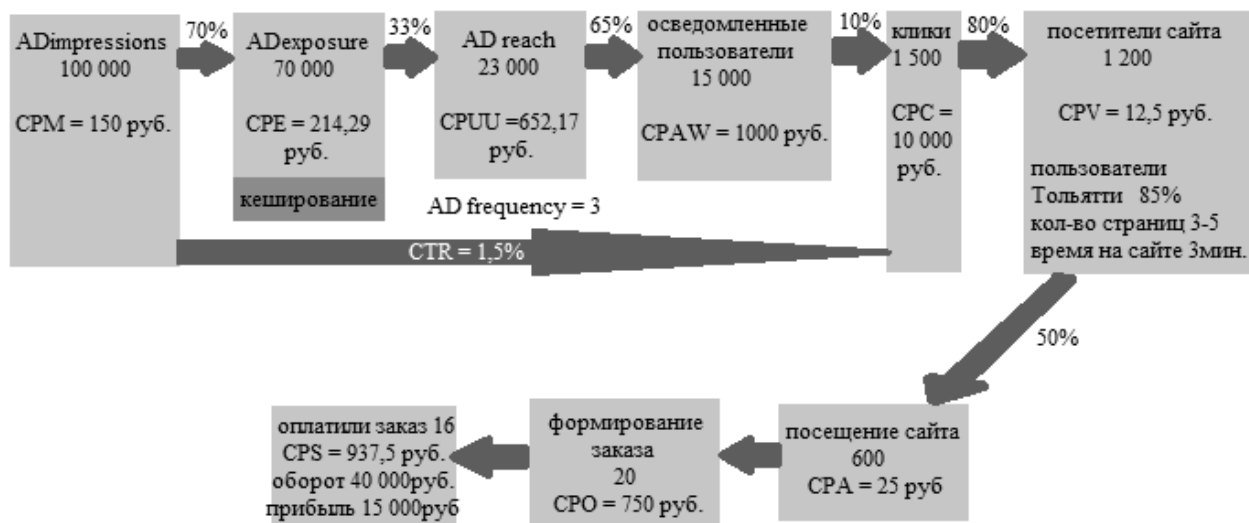 ADimpressions
100 000
CPM = 150 руб.
70%
ADexposure
70 000
CPE = 214,29
руб.
кеширование
33%
AD reach
23 000
CPUU =652,17
руб.
65%
осведомленные
пользователи
15 000
CPAW = 1000 руб.
10%
клики
1 500
CPC =
10 000
руб.
80%
посетители сайта
1 200
CPV = 12,5 руб.
пользователи
Тольятти 85%
кол-во страниц 3-5
время на сайте 3мин.
AD frequency = 3
CTR = 1,5%
50%
посещение сайта
600
CPA = 25 руб
формирование
заказа
20
CPO = 750 руб.
оплатили заказ 16
CPS = 937,5 руб.
оборот 40 000руб.
прибыль 15 000руб